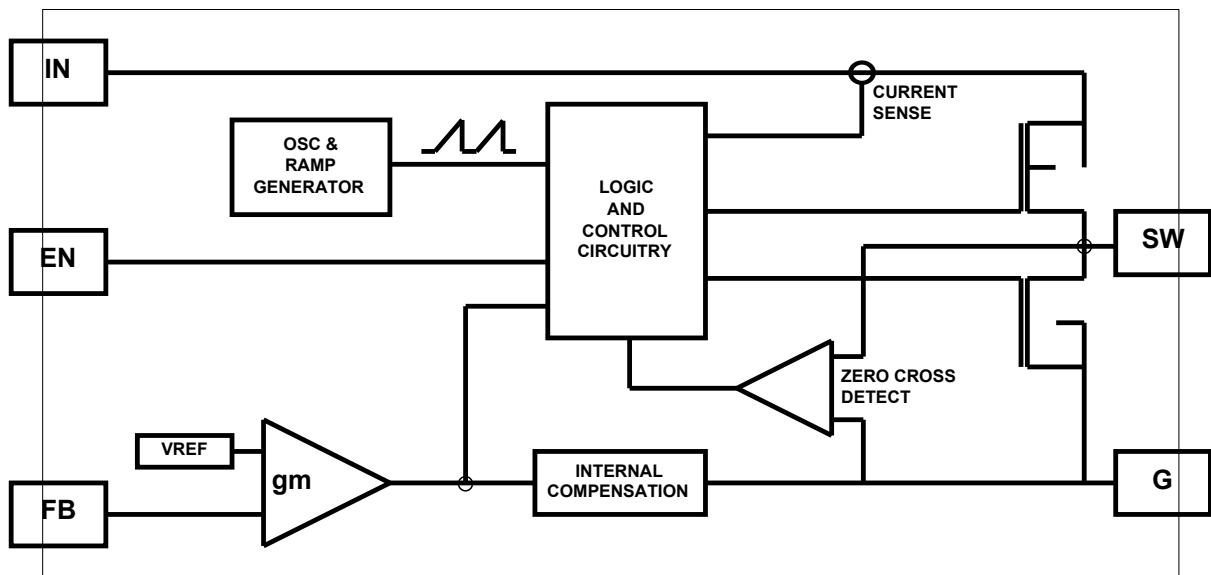 IN
CURRENT
SENSE
OSC &
RAMP
GENERATOR
LOGIC
AND
CONTROL
CIRCUITRY
SW
EN
ZERO CROSS
DETECT
VREF
gm
INTERNAL
COMPENSATION
FB
G